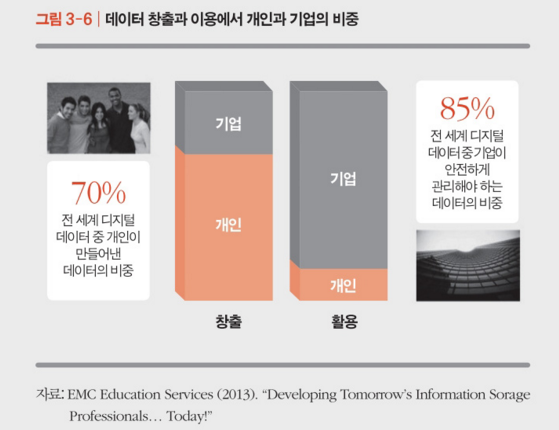 그림 3-6 | 데이터 창출과 이용에서 개인과 기업의 비중
70%
전 세계 디지털
데이터 중 개인이
만들어낸
데이터의 비중
기업
개인
창출
기업
개인
활용
85%
전 세계 디지털
데이터 중 기업이
안전하게
관리해야 하는
데이터의 비중
자료: EMC Education Services (2013). “Developing Tomorrow’s Information Sorage
Professionals… Today!”